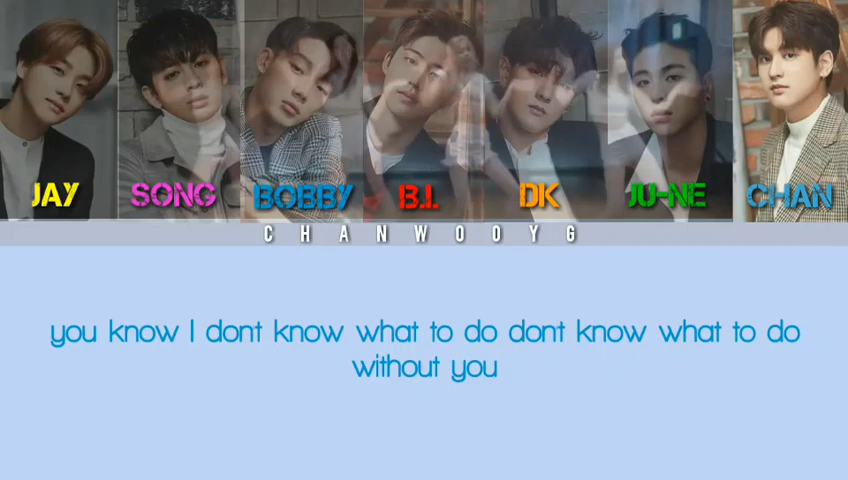 JAY SONG BOBBY B.I. DK JU-NE CHAN
CHANWOOYG
you know I dont know what to do dont know what to do
without you